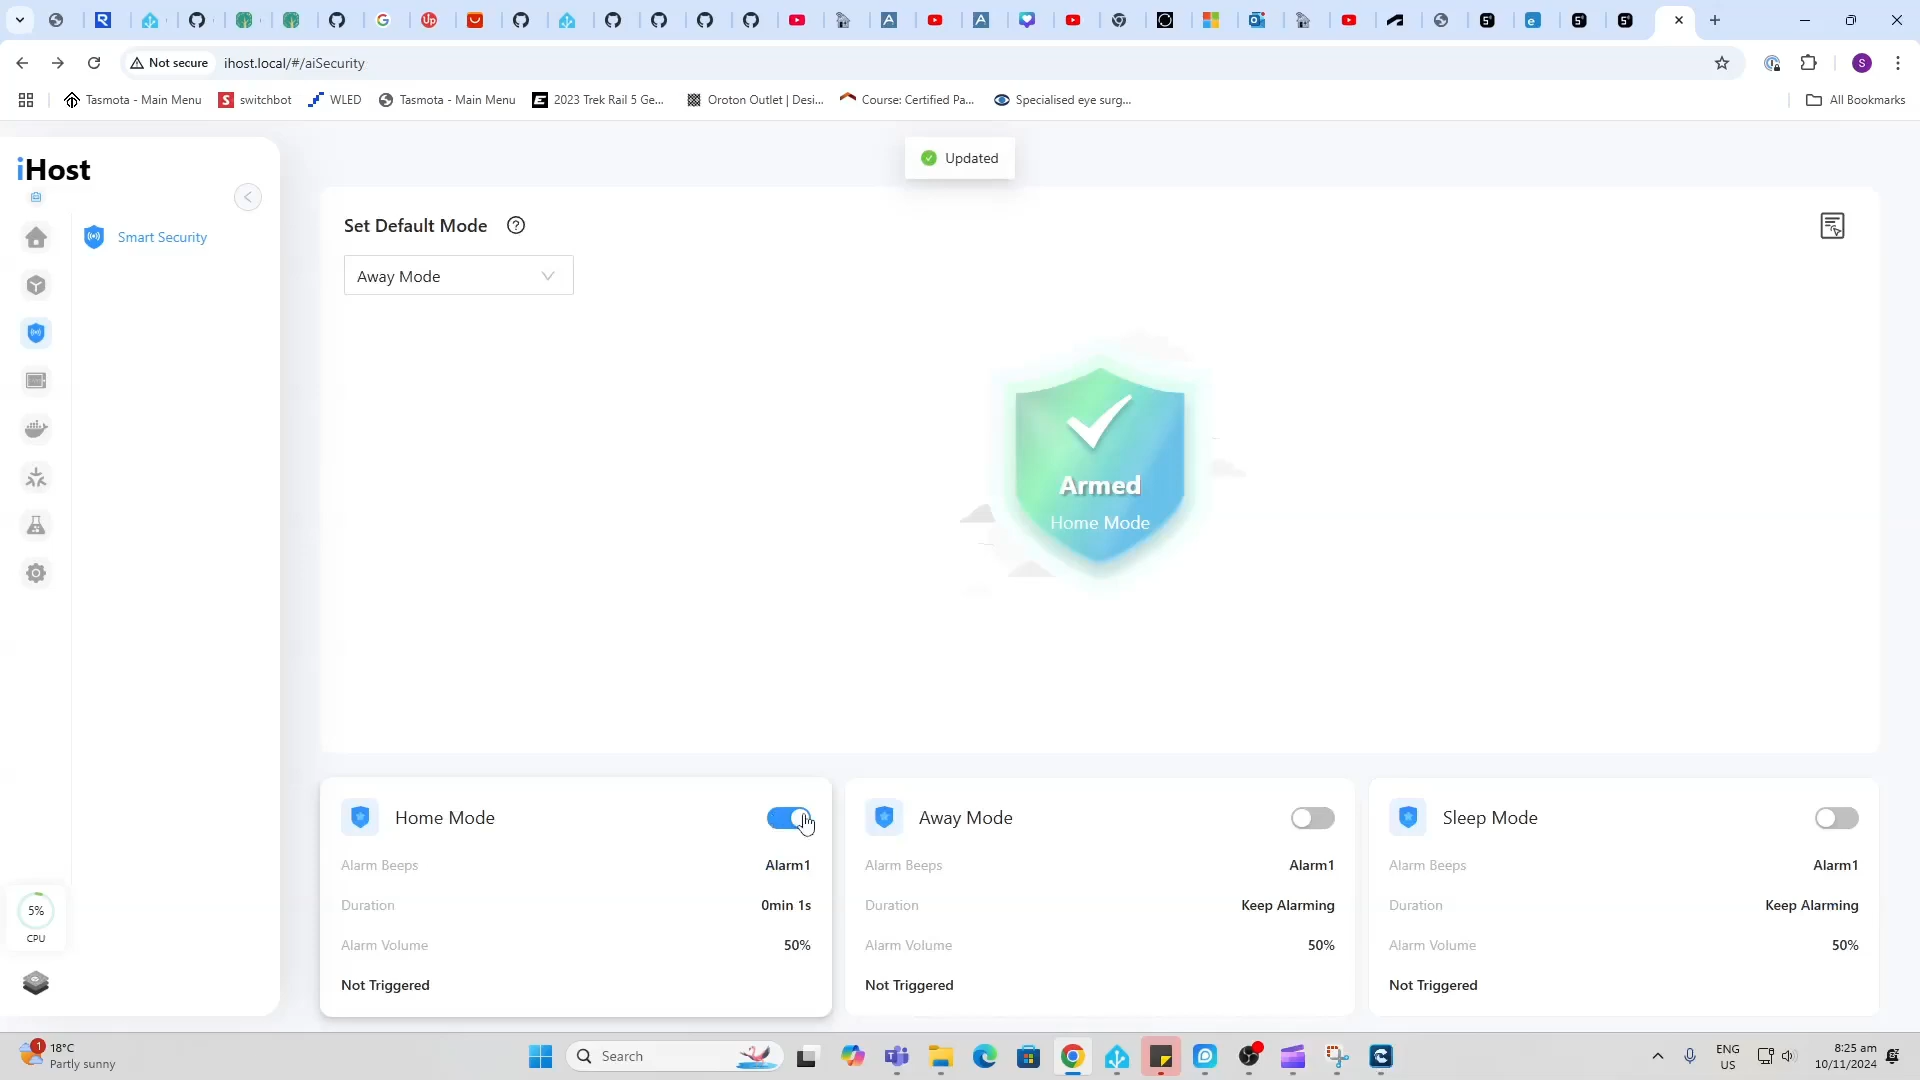 Not secure
ihost.local/#/aiSecurity
Tasmota - Main Menu
switchbot
WLED
Tasmota - Main Menu
2023 Trek Rail 5 Ge...
Oroton Outlet | Desi...
Course: Certified Pa...
Specialised eye surg...
All Bookmarks
iHost
Updated
Smart Security
Set Default Mode
Away Mode
Armed
Home Mode
Home Mode
Alarm Beeps
Alarm1
Duration
0min 1s
Alarm Volume
50%
Not Triggered
Away Mode
Alarm Beeps
Alarm1
Duration
Keep Alarming
Alarm Volume
50%
Not Triggered
Sleep Mode
Alarm Beeps
Alarm1
Duration
Keep Alarming
Alarm Volume
50%
Not Triggered
5%
CPU
1
18°C
Partly sunny
Search
ENG
US
8:25 am
10/11/2024